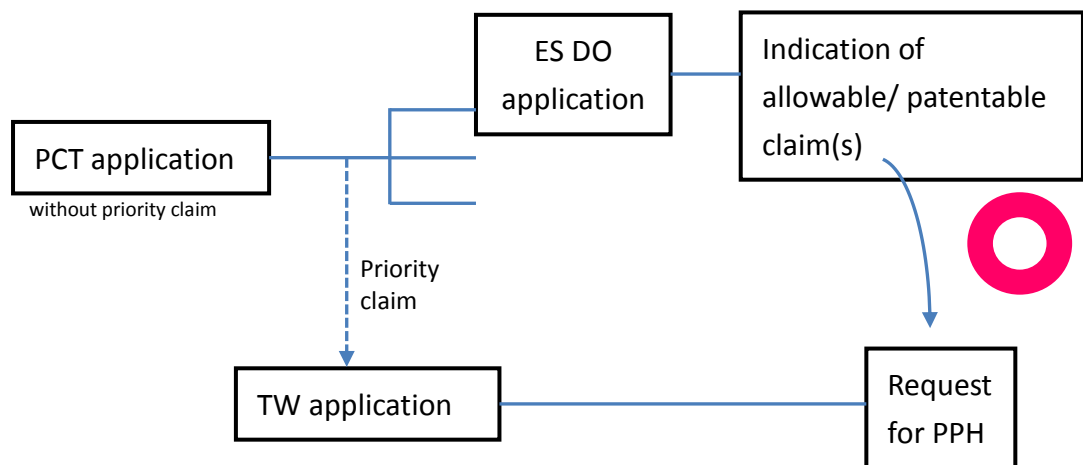 ES DO
application
Indication of
allowable/ patentable
claim(s)
PCT application
without priority claim
Priority
claim
TW application
Request
for PPH